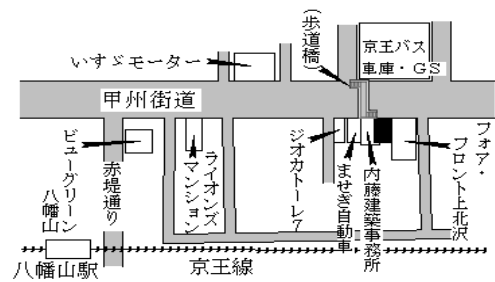 (歩道橋)
京王バス
車庫・GS
いすゞモーター
甲州街道
ビューグリーン
八幡山
赤堤通り
ライオンズ
マンション
ジオカトーレ7
ませぎ自動車
内藤建築事務所
フォア・
フロント上北沢
八幡山駅
京王線